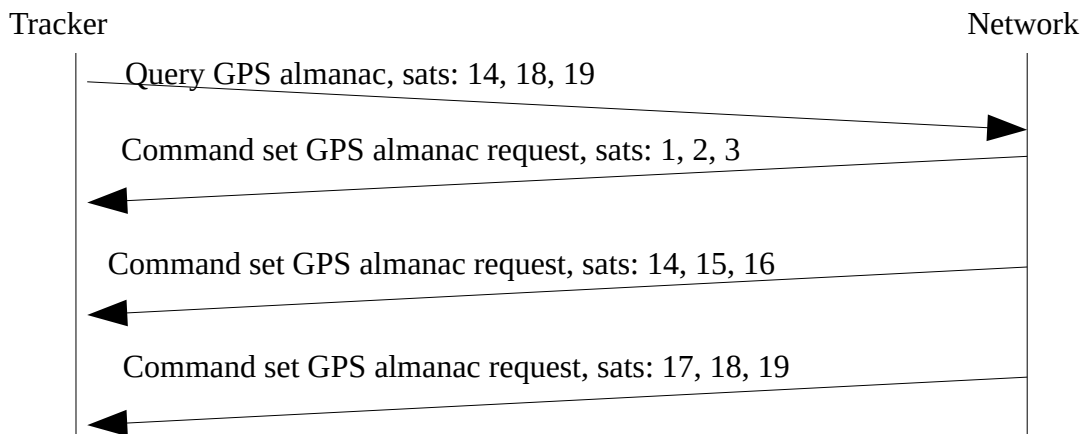 Tracker
Network
Query GPS almanac, sats: 14, 18, 19
Command set GPS almanac request, sats: 1, 2, 3
Command set GPS almanac request, sats: 14, 15, 16
Command set GPS almanac request, sats: 17, 18, 19